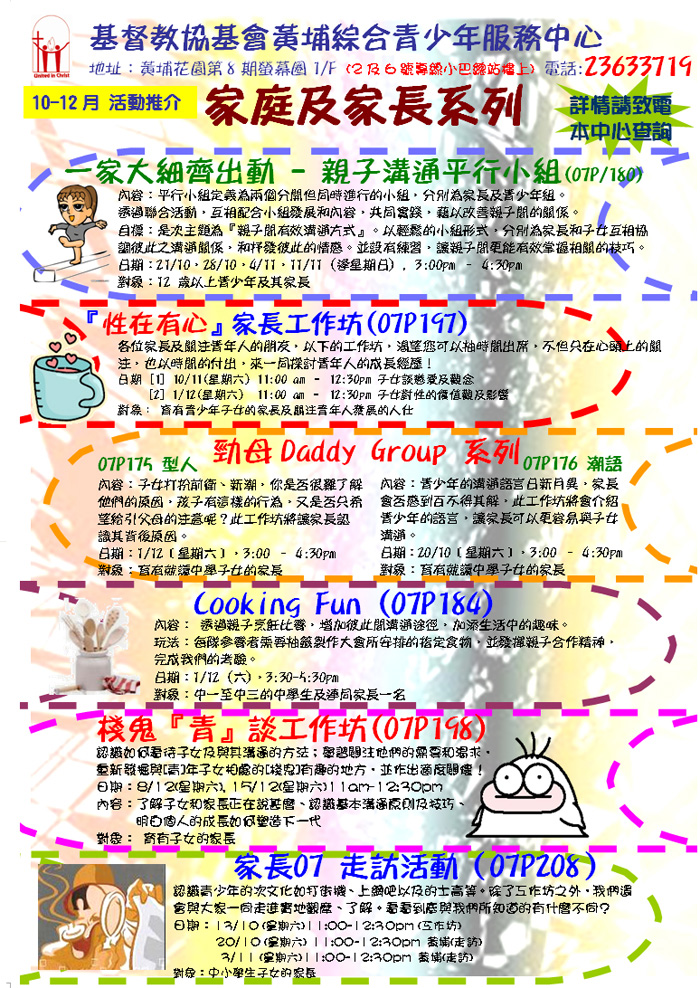 United in Christ
基督教協基會黃埔綜合青少年服務中心
地址：黃埔花園第8期螢幕圈 1/F (2及6號專線小巴總站樓上) 電話:23633719
10-12月 活動推介
家庭及家長系列
詳情請致電
本中心查詢
一家大細齊出動 - 親子溝通平行小組(07P/180)
內容：平行小組定義為兩個分開但同時進行的小組，分別為家長及青少年組。
透過聯合活動，互相配合小組發展和內容，共同實踐，藉以改善親子間的關係。
目標：是次主題為『親子間有效溝通方式』。以輕鬆的小組形式，分別為家長和子女互相協
調彼此之溝通關係，和抒發彼此的情感。並設有練習，讓親子間更能有效掌握相關的技巧。
日期：21/10，28/10，4/11，11/11 (逢星期日)，3:00pm - 4:30pm
對象：12 歲以上青少年及其家長
『性在有心』家長工作坊(07P197)
各位家長及關注青年人的朋友，以下的工作坊，渴望您可以抽時間出席，不但只在心頭上的關
注，也以時間的付出，來一同探討青年人的成長經歷！
日期 [1] 10/11(星期六) 11:00 am - 12:30pm 子女談戀愛及觀念
[2] 1/12(星期六) 11:00 am - 12:30pm 子女對性的價值觀及影響
對象： 育有青少年子女的家長及關注青年人發展的人仕
勁母 Daddy Group 系列
07P175 型人
內容：子女打扮前衛、新潮，你是否很難了解
他們的原因，孩子有這樣的行為，又是否只希
望給引父母的注意呢？此工作坊將讓家長認
識其背後原因。
日期：1/12 (星期六)，3:00 - 4:30pm
對象：育有就讀中學子女的家長
07P176 潮語
內容：青少年的溝通語言日新月異，家長
會否感到百不得其解，此工作坊將會介紹
青少年的語言，讓家長可以更容易與子女
溝通。
日期：20/10 (星期六)，3:00 - 4:30pm
對象：育有就讀中學子女的家長
Cooking Fun (07P184)
內容： 透過親子烹飪比賽，增加彼此間溝通途徑，加添生活中的趣味。
玩法：每隊參賽者需要抽籤製作大會所安排的指定食物，並發揮親子合作精神，
完成我們的考驗。
日期：1/12 (六)，3:30-4:30pm
對象：中一至中三的中學生及連同家長一名
棧鬼『青』談工作坊(07P198)
認識如何看待子女及與其溝通的方法；學習關注他們的需要和渴求，
重新發掘與[青]年子女相處的[棧鬼]有趣的地方，並作出適度關懷！
日期：8/12(星期六), 15/12(星期六)11am-12:30pm
內容：了解子女和家長正在說甚麼、認識基本溝通原則及技巧、
明白個人的成長如何塑造下一代
對象： 育有子女的家長
家長07 走訪活動 (07P208)
認識青少年的次文化如打街機、上網吧以及的士高等。除了工作坊之外，我們還
會與大家一同走進實地觀摩、了解。看看到底與我們所知道的有什麼不同？
日期：13/10(星期六)11:00-12:30pm(工作坊)
20/10(星期六)11:00-12:30pm 黃埔(走訪)
3/11(星期六)11:00-12:30pm 黃埔(走訪)
對象：中小學生子女的家長